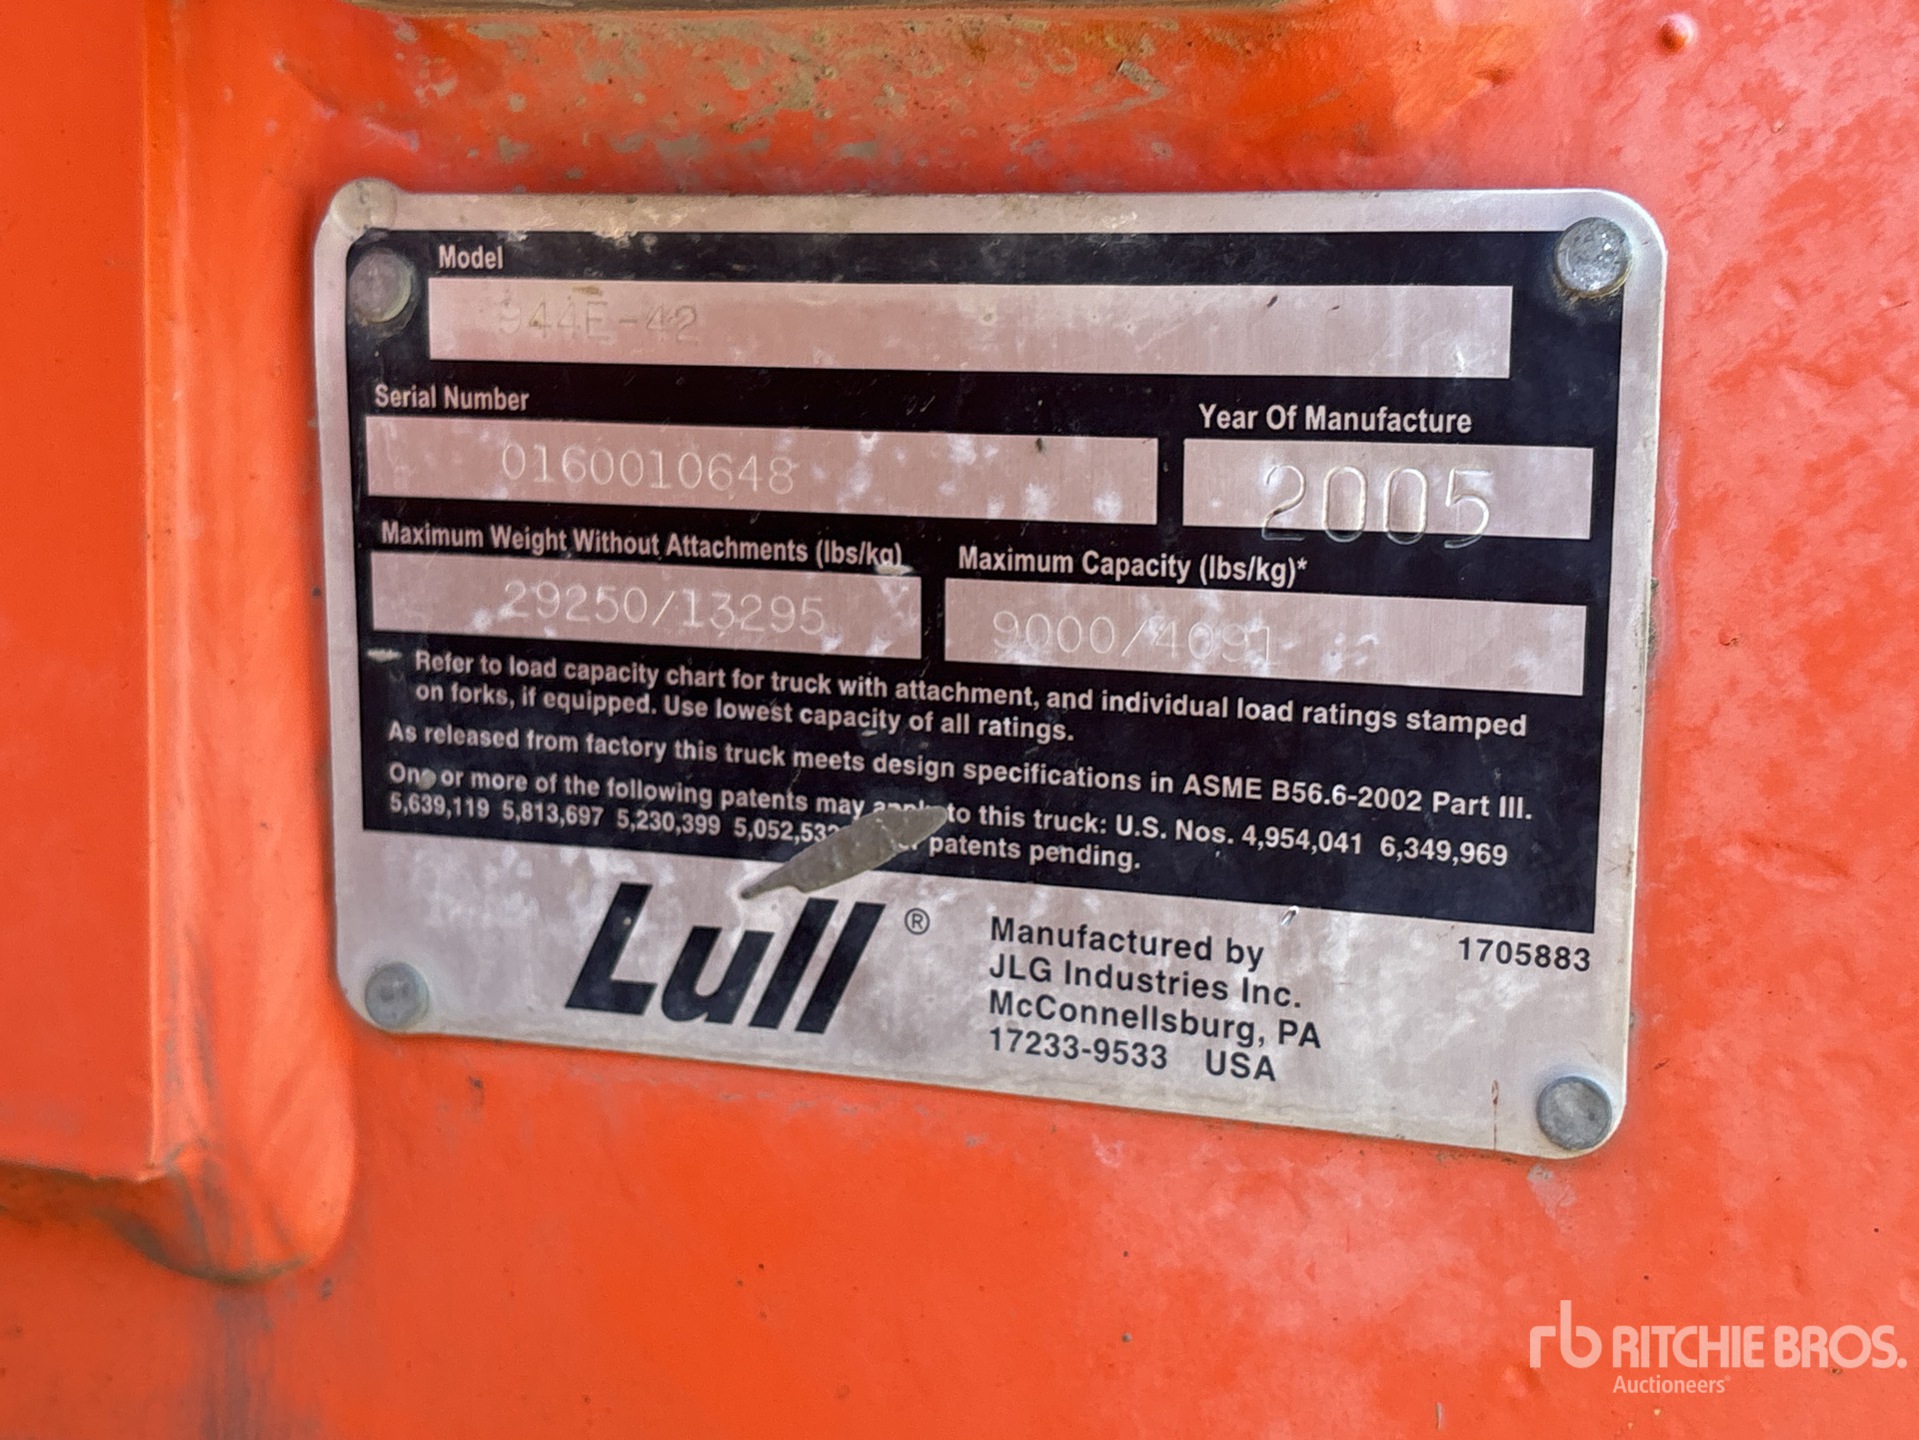 Model
944E-42
Serial Number
Year Of Manufacture
0160010648
2005
Maximum Weight Without Attachments (lbs/kg)
Maximum Capacity (lbs/kg)*
29250/13295
9000/4091
Refer to load capacity chart for truck with attachment, and individual load ratings stamped
on forks, if equipped. Use lowest capacity of all ratings.
As released from factory this truck meets design specifications in ASME B56.6-2002 Part III.
One or more of the following patents may apply to this truck: U.S. Nos. 4,954,041 6,349,969
5,639,119 5,813,697 5,230,399 patents pending.
Lull®
Manufactured by
JLG Industries Inc.
McConnellsburg, PA
17233-9533 USA
1705883
rb RITCHIE BROS.
Auctioneers